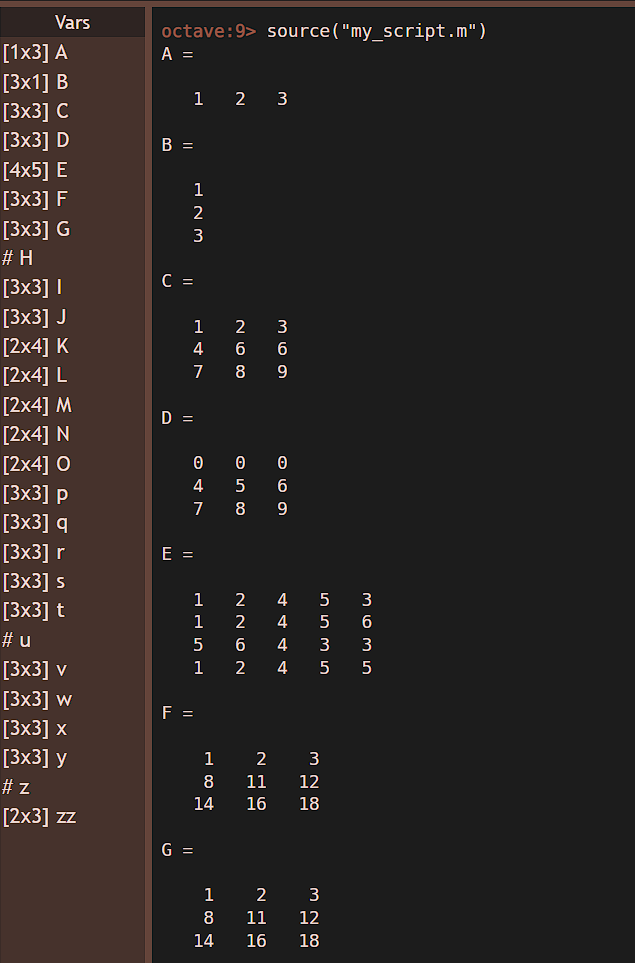 Vars
[1x3] A
[3x1] B
[3x3] C
[3x3] D
[4x5] E
[3x3] F
[3x3] G
# H
[3x3] I
[3x3] J
[2x4] K
[2x4] L
[2x4] M
[2x4] N
[2x4] O
[3x3] p
[3x3] q
[3x3] r
[3x3] s
[3x3] t
# u
[3x3] v
[3x3] w
[3x3] x
[3x3] y
# z
[2x3] zz
octave:9> source("my_script.m")
A =
1 2 3
B =
1
2
3
C =
1 2 3
4 6 6
7 8 9
D =
0 0 0
4 5 6
7 8 9
E =
1 2 4 5 3
1 2 4 5 6
5 6 4 3 3
1 2 4 5 5
F =
1 2 3
8 11 12
14 16 18
G =
1 2 3
8 11 12
14 16 18